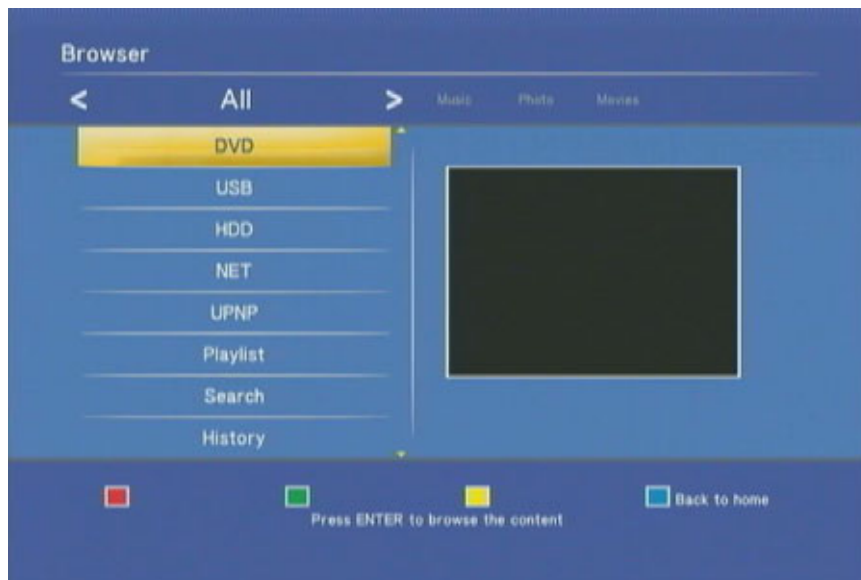 Browser
< All > Music Photo Movies
DVD
USB
HDD
NET
UPNP
Playlist
Search
History
Back to home
Press ENTER to browse the content